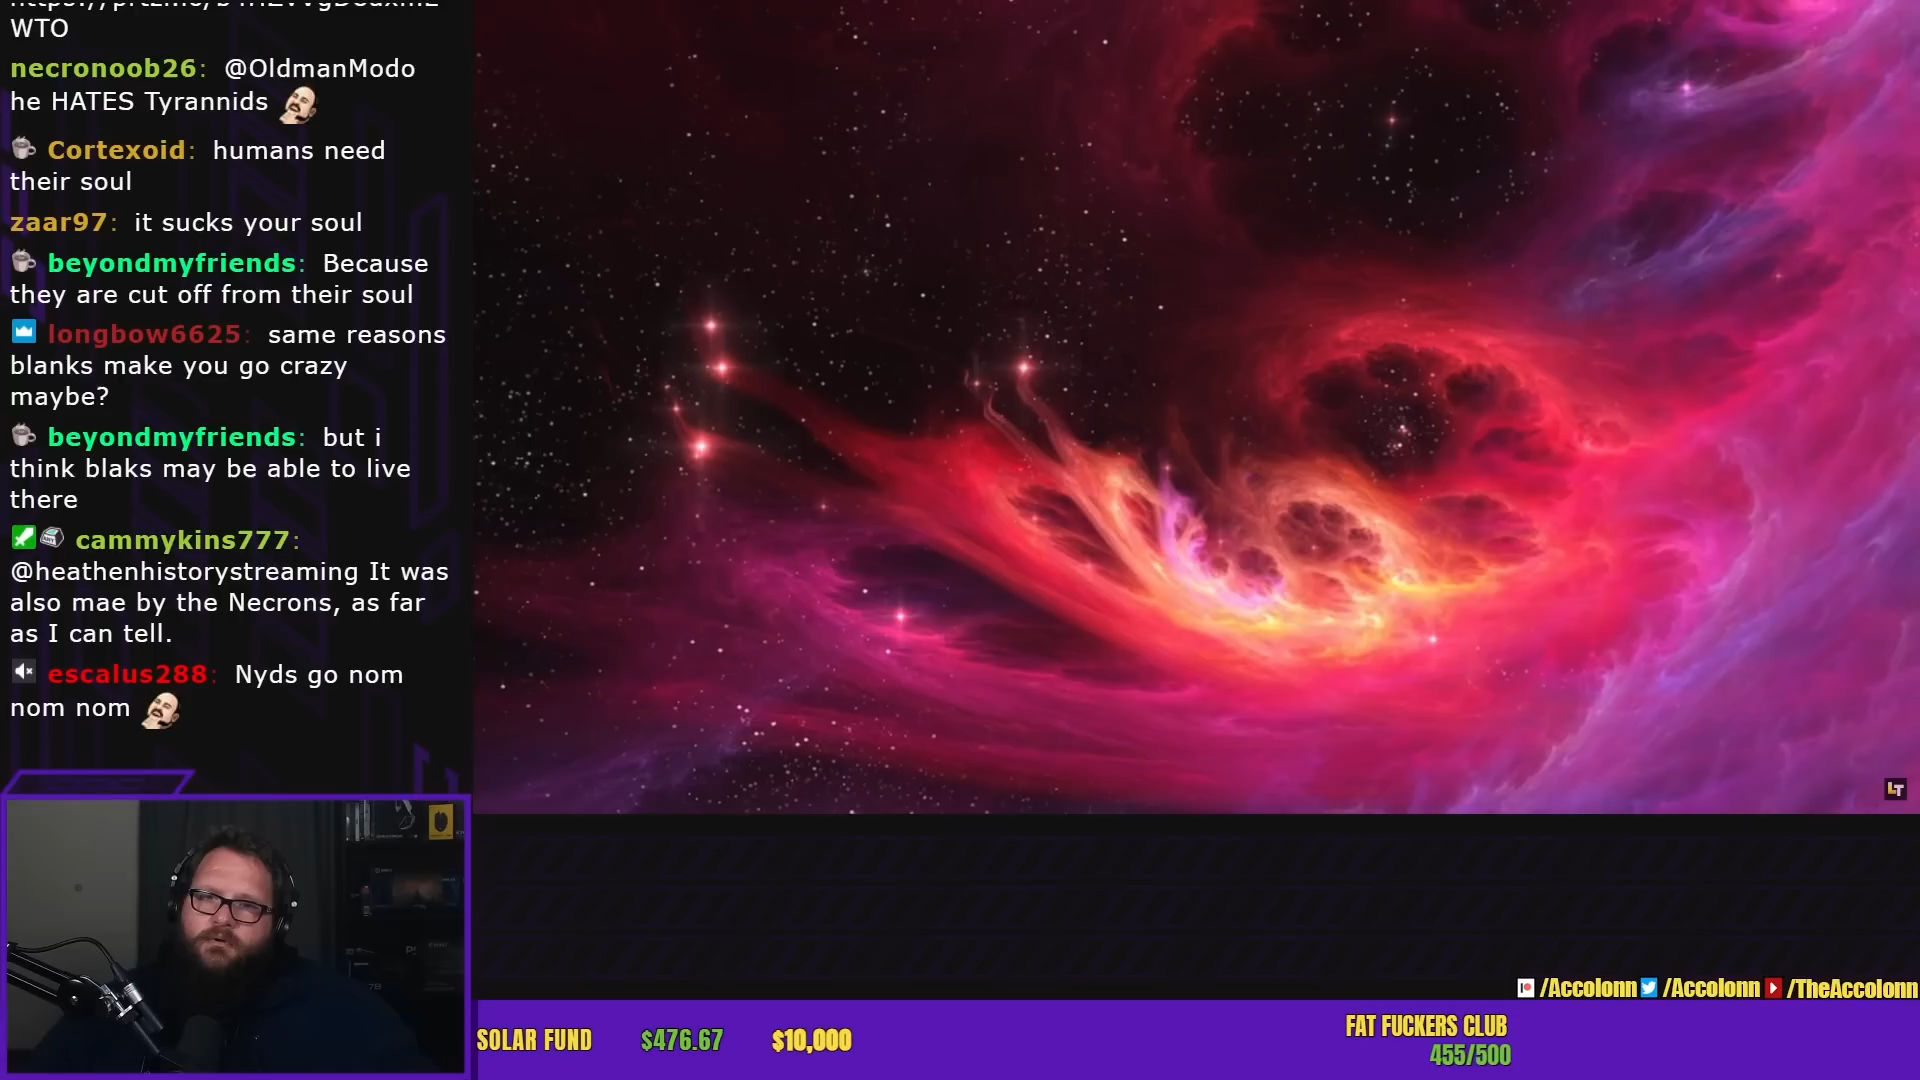 WTO
necronoob26: @OldmanModo
he HATES Tyrannids
Cortexoid: humans need
their soul
zaar97: it sucks your soul
beyondmyfriends: Because
they are cut off from their soul
longbow6625: same reasons
blanks make you go crazy
maybe?
beyondmyfriends: but i
think blaks may be able to live
there
cammykins777:
@heathenhistorystreaming It was
also mae by the Necrons, as far
as I can tell.
escalus288: Nyds go nom
nom nom
LT
/Accolonn /Accolonn /TheAccolonn
SOLAR FUND $476.67 $10,000
FAT FUCKERS CLUB
455/500